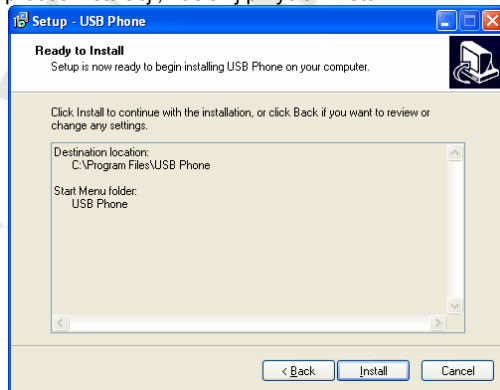 Setup - USB Phone
Ready to Install
Setup is now ready to begin installing USB Phone on your computer.
Click Install to continue with the installation, or click Back if you want to review or
change any settings.
Destination location:
C:\Program Files\USB Phone
Start Menu folder:
USB Phone
< Back
Install
Cancel